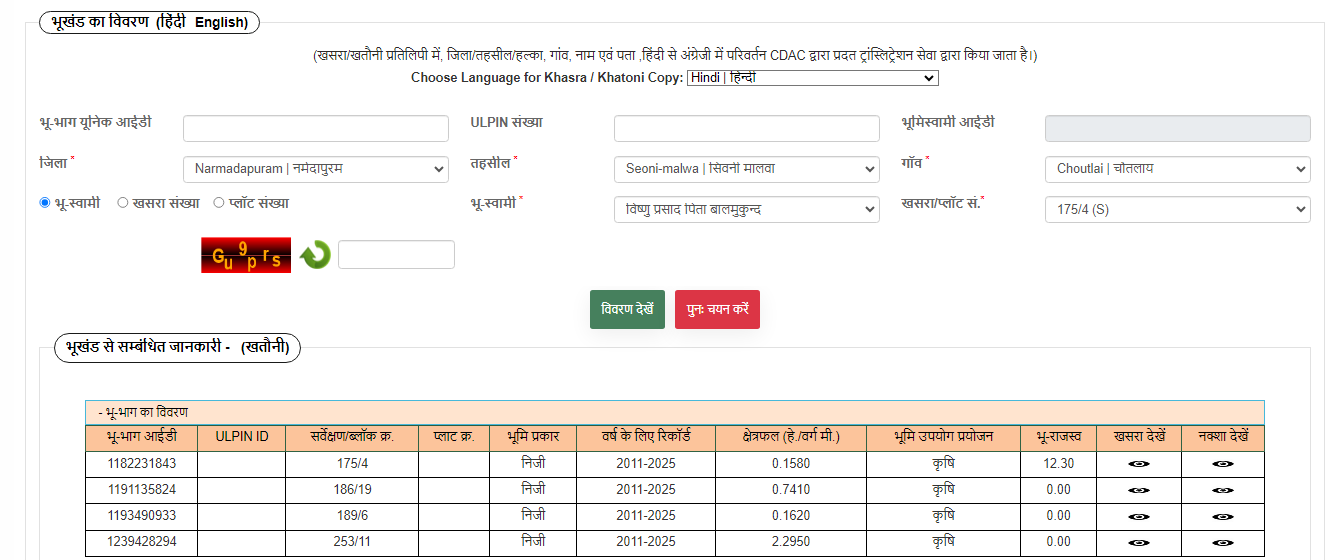 भूखंड का विवरण (हिंदी English)
(खसरा/खतौनी प्रतिलिपी में, जिला/तहसील/हल्का, गांव, नाम एवं पता ,हिंदी से अंग्रेजी में परिवर्तन CDAC द्वारा प्रदत ट्रांस्लिट्रेशन सेवा द्वारा किया जाता है।)
Choose Language for Khasra / Khatoni Copy: Hindi | हिन्दी
भू-भाग यूनिक आईडी ULPIN संख्या भूमिस्वामी आईडी
जिला * Narmadapuram | नर्मदापुरम तहसील * Seoni-malwa | सिवनी मालवा गाँव * Choutlai | चौतलाय
भू-स्वामी खसरा संख्या प्लॉट संख्या भू-स्वामी * विष्णु प्रसाद पिता बालमुकुन्द खसरा/प्लॉट सं.* 175/4 (S)
Gu9prs
विवरण देखें पुनः चयन करें
भूखंड से सम्बंधित जानकारी - (खतौनी)
- भू-भाग का विवरण
भू-भाग आईडी ULPIN ID सर्वेक्षण/ब्लॉक क्र. प्लाट क्र. भूमि प्रकार वर्ष के लिए रिकॉर्ड क्षेत्रफल (हे./वर्ग मी.) भूमि उपयोग प्रयोजन भू-राजस्व खसरा देखें नक्शा देखें
1182231843 175/4 निजी 2011-2025 0.1580 कृषि 12.30
1191135824 186/19 निजी 2011-2025 0.7410 कृषि 0.00
1193490933 189/6 निजी 2011-2025 0.1620 कृषि 0.00
1239428294 253/11 निजी 2011-2025 2.2950 कृषि 0.00